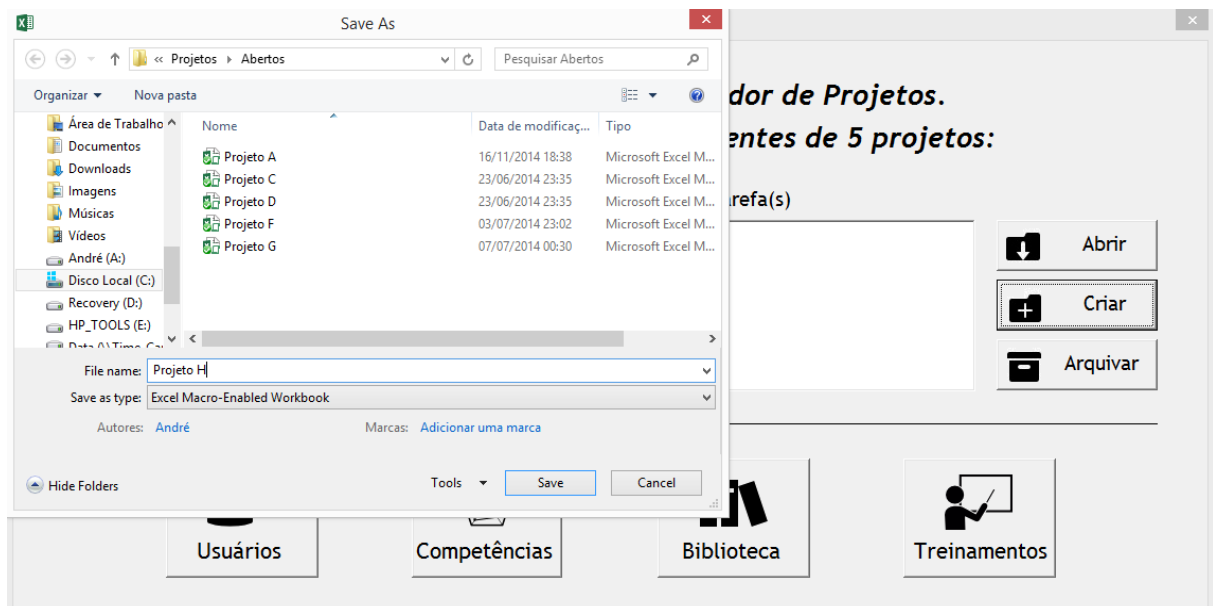 Save As
« Projetos Abertos
Pesquisar Abertos
Organizar Nova pasta
Área de Trabalho
Documentos
Downloads
Imagens
Músicas
Vídeos
André (A:)
Disco Local (C:)
Recovery (D:)
HP_TOOLS (E:)
Nome Data de modificaç... Tipo
Projeto A 16/11/2014 18:38 Microsoft Excel M...
Projeto C 23/06/2014 23:35 Microsoft Excel M...
Projeto D 23/06/2014 23:35 Microsoft Excel M...
Projeto F 03/07/2014 23:02 Microsoft Excel M...
Projeto G 07/07/2014 00:30 Microsoft Excel M...
File name: Projeto H
Save as type: Excel Macro-Enabled Workbook
Autores: André Marcas: Adicionar uma marca
Hide Folders Tools Save Cancel
dor de Projetos.
entes de 5 projetos:
refa(s)
Abrir
Criar
Arquivar
Usuários
Competências
Biblioteca
Treinamentos